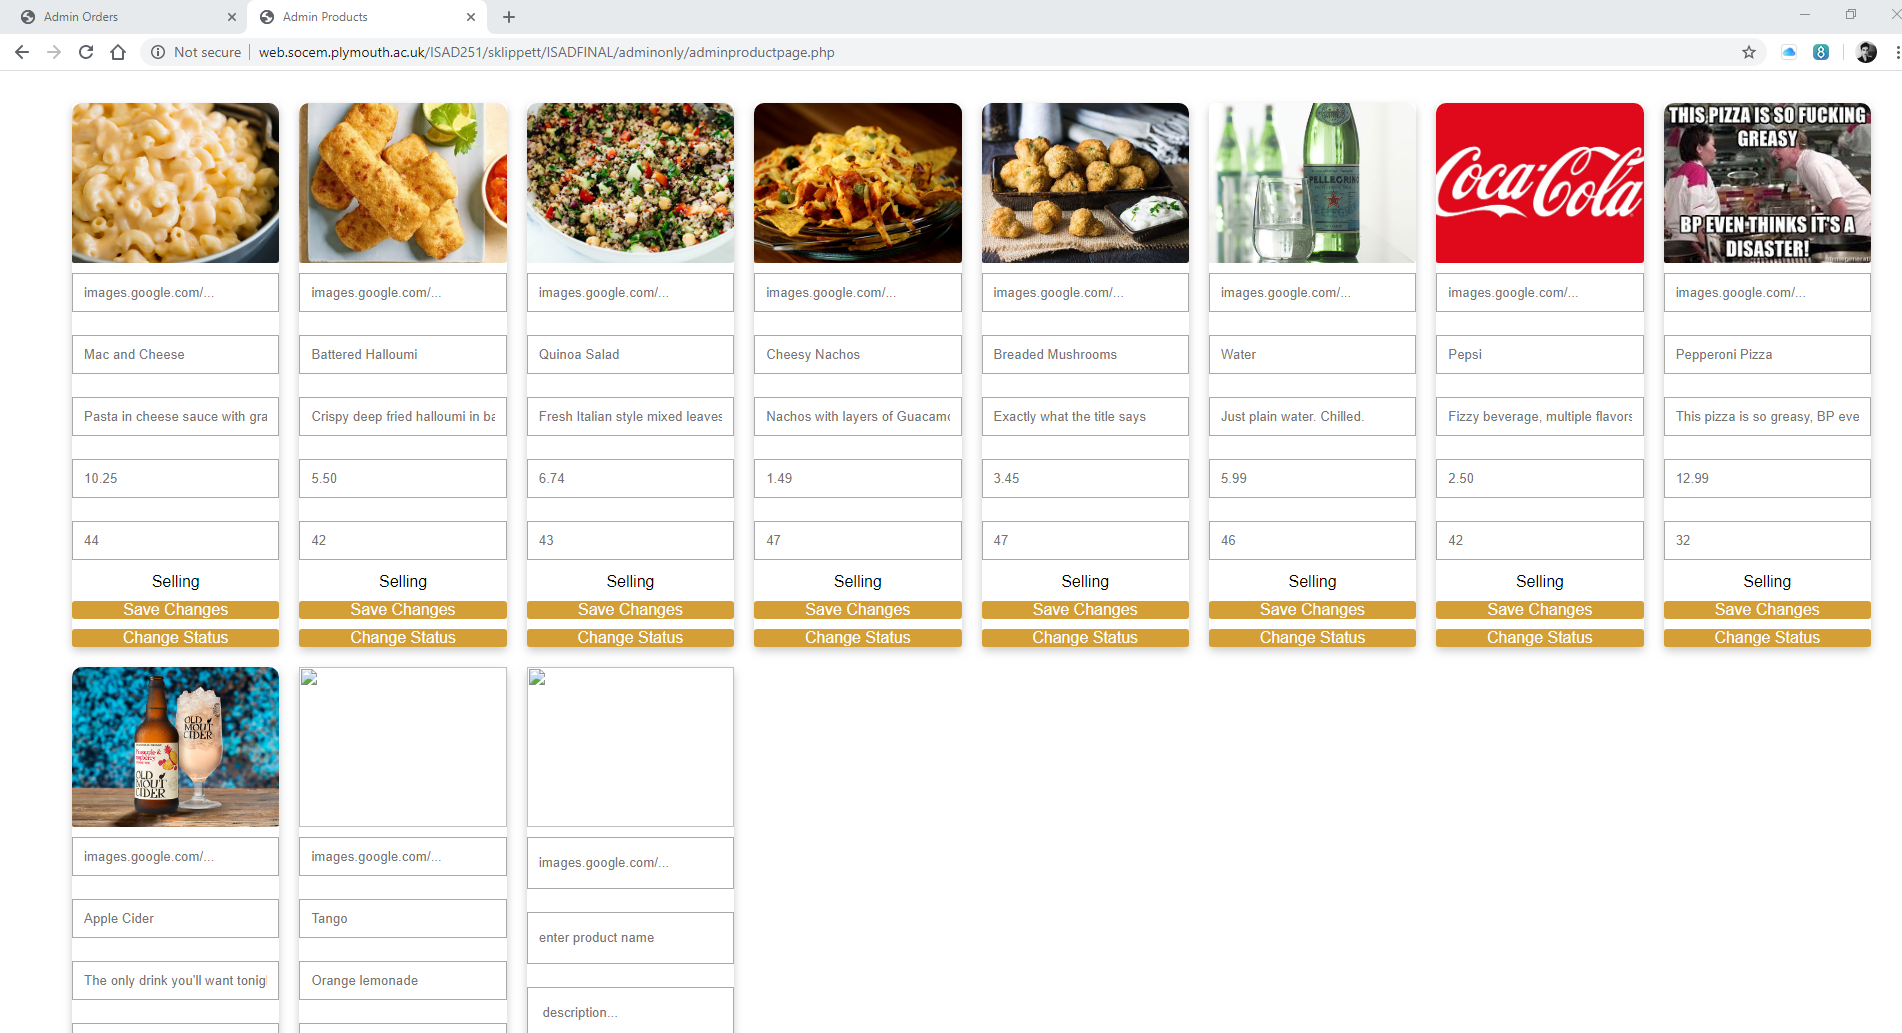 Admin Orders
Admin Products
Not secure
web.socem.plymouth.ac.uk/ISAD251/sklippett/ISADFINAL/adminonly/adminproductpage.php
8
PELLEGRINO
Coca-Cola
THIS PIZZA IS SO FUCKING
GREASY
BP EVEN THINKS IT'S A
DISASTER!
images.google.com/...
images.google.com/...
images.google.com/...
images.google.com/...
images.google.com/...
images.google.com/...
images.google.com/...
images.google.com/...
Mac and Cheese
Battered Halloumi
Quinoa Salad
Cheesy Nachos
Breaded Mushrooms
Water
Pepsi
Pepperoni Pizza
Pasta in cheese sauce with gra
Crispy deep fried halloumi in ba
Fresh Italian style mixed leaves
Nachos with layers of Guacamo
Exactly what the title says
Just plain water. Chilled.
Fizzy beverage, multiple flavors
This pizza is so greasy, BP eve
10.25
5.50
6.74
1.49
3.45
5.99
2.50
12.99
44
42
43
47
47
46
42
32
Selling
Selling
Selling
Selling
Selling
Selling
Selling
Selling
Save Changes
Save Changes
Save Changes
Save Changes
Save Changes
Save Changes
Save Changes
Save Changes
Change Status
Change Status
Change Status
Change Status
Change Status
Change Status
Change Status
Change Status
OLD
MOUT
CIDER
OLD
MOUT
CIDER
images.google.com/...
images.google.com/...
images.google.com/...
Apple Cider
Tango
enter product name
The only drink you'll want tonig
Orange lemonade
description...